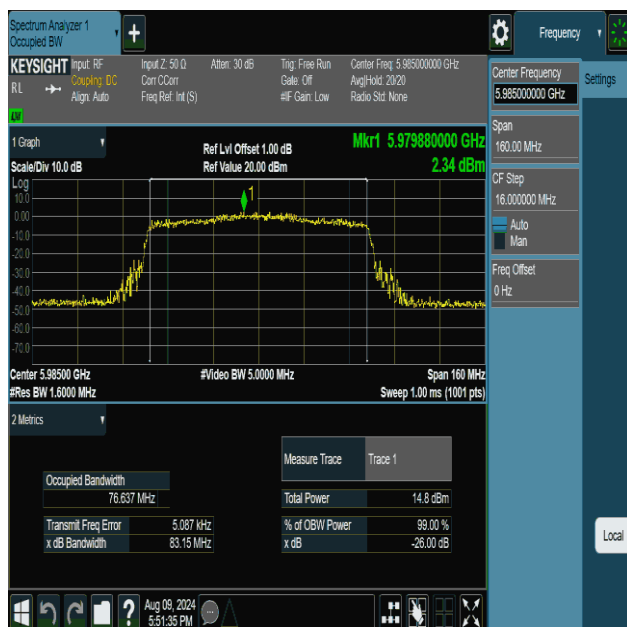 Spectrum Analyzer 1
Occupied BW
Frequency
KEYSIGHT
RL
Input: RF
Coupling: DC
Align: Auto
Input Z: 50 Ω
Corr CCorr
Freq Ref: Int (S)
Atten: 30 dB
Trig: Free Run
Gate: Off
#IF Gain: Low
Center Freq: 5.985000000 GHz
Avg|Hold: 20/20
Radio Std: None
LM
Center Frequency
5.985000000 GHz
Settings
Span
160.00 MHz
CF Step
16.000000 MHz
Auto
Man
Freq Offset
0 Hz
Local
1 Graph
Scale/Div 10.0 dB
Ref Lvl Offset 1.00 dB
Ref Value 20.00 dBm
Mkr1 5.979880000 GHz
2.34 dBm
Log
10.0
0.00
-10.0
-20.0
-30.0
-40.0
-50.0
-60.0
-70.0
1
Center 5.98500 GHz
#Res BW 1.6000 MHz
#Video BW 5.0000 MHz
Span 160 MHz
Sweep 1.00 ms (1001 pts)
2 Metrics
Measure Trace Trace 1
Occupied Bandwidth
76.637 MHz
Total Power 14.8 dBm
Transmit Freq Error 5.087 kHz
% of OBW Power 99.00 %
x dB Bandwidth 83.15 MHz
x dB -26.00 dB
?
Aug 09, 2024
5:51:35 PM